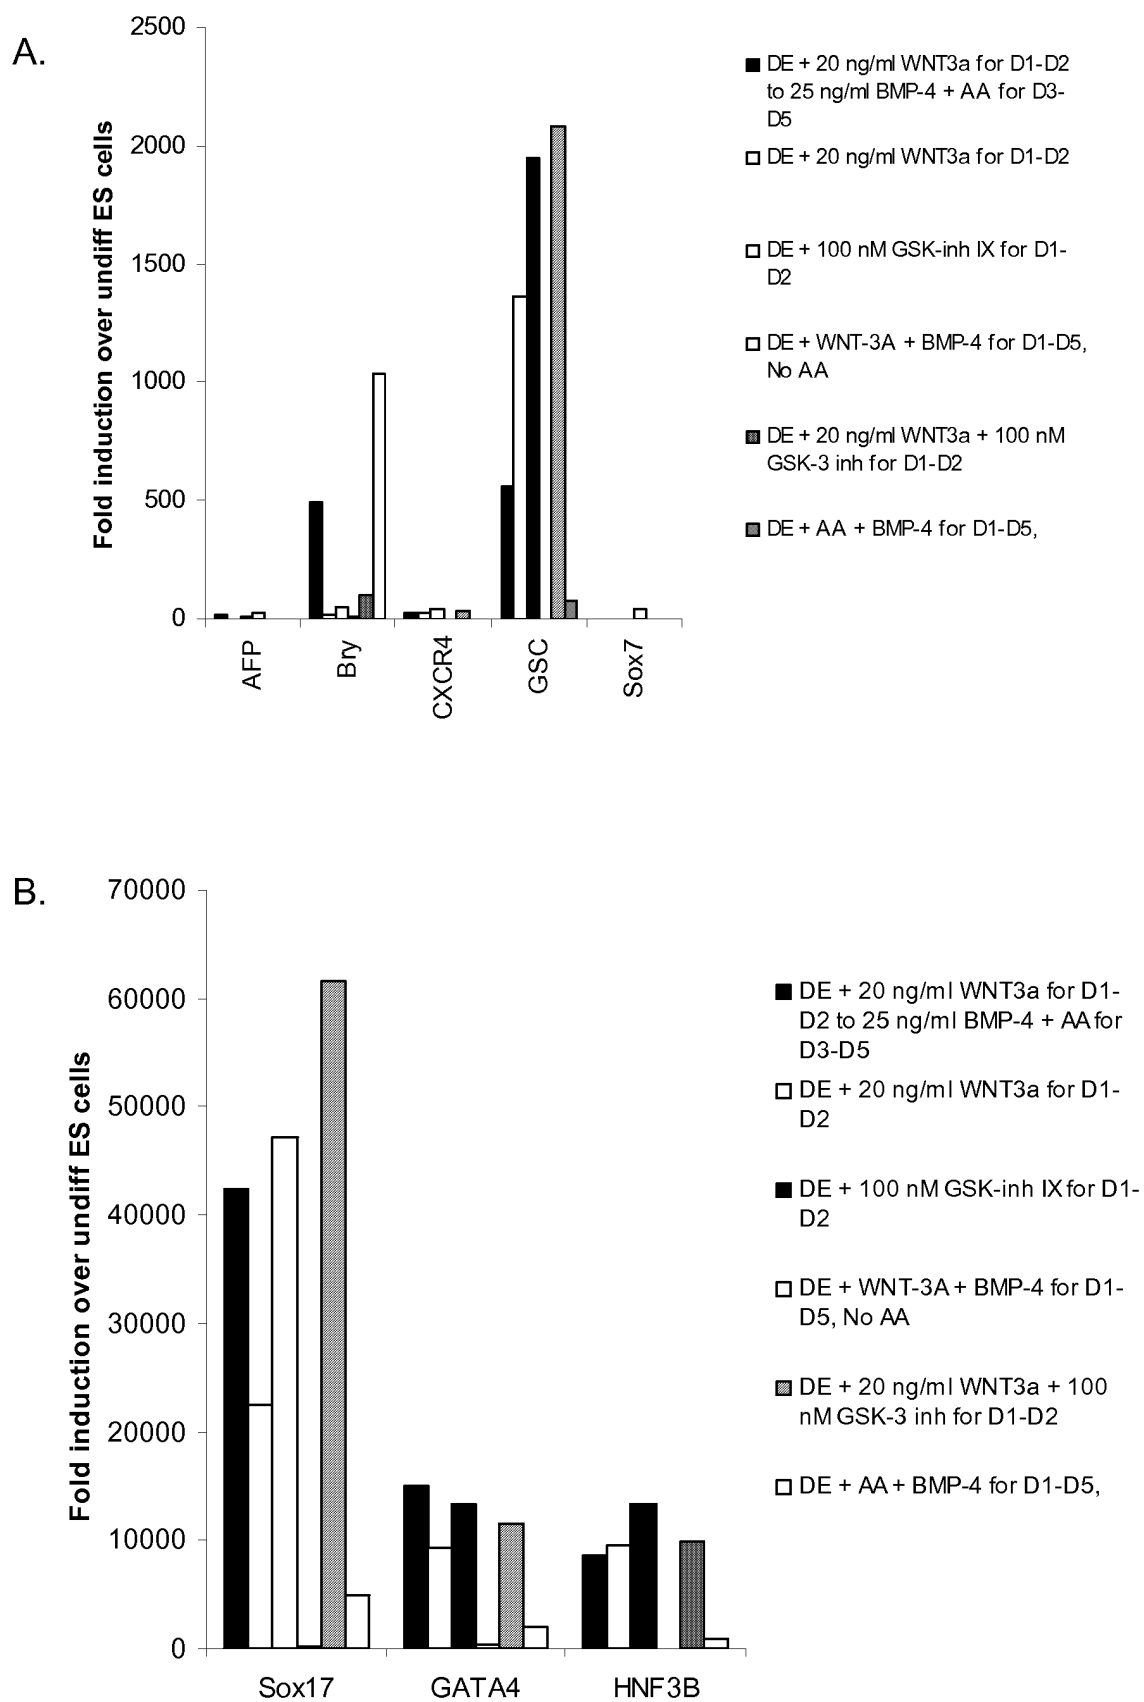 A.
Fold induction over undiff ES cells
2500
2000
1500
1000
500
0
AFP
Bry
CXCR4
GSC
Sox7
DE + 20 ng/ml WNT3a for D1-D2
to 25 ng/ml BMP-4 + AA for D3-
D5
DE + 20 ng/ml WNT3a for D1-D2
DE + 100 nM GSK-inh IX for D1-
D2
DE + WNT-3A + BMP-4 for D1-D5,
No AA
DE + 20 ng/ml WNT3a + 100 nM
GSK-3 inh for D1-D2
DE + AA + BMP-4 for D1-D5,
B.
Fold induction over undiff ES cells
70000
60000
50000
40000
30000
20000
10000
0
Sox17
GATA4
HNF3B
DE + 20 ng/ml WNT3a for D1-
D2 to 25 ng/ml BMP-4 + AA for
D3-D5
DE + 20 ng/ml WNT3a for D1-
D2
DE + 100 nM GSK-inh IX for D1-
D2
DE + WNT-3A + BMP-4 for D1-
D5, No AA
DE + 20 ng/ml WNT3a + 100
nM GSK-3 inh for D1-D2
DE + AA + BMP-4 for D1-D5,